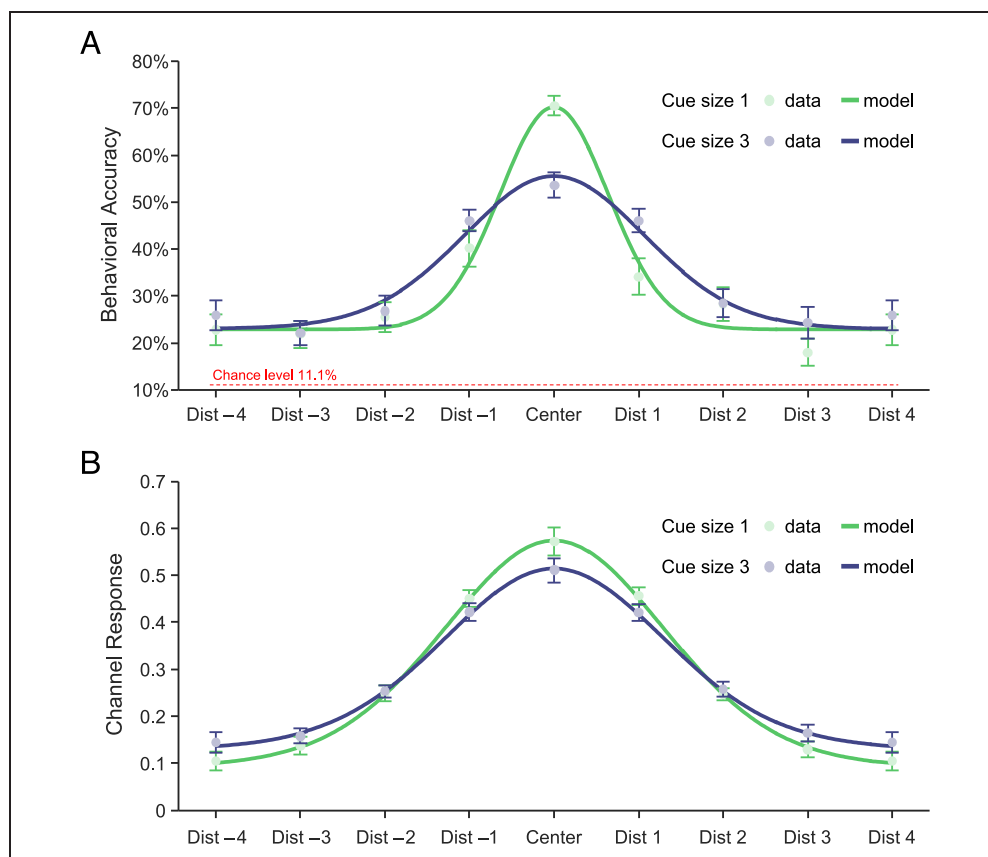 A
80%
70%
60%
50%
40%
30%
20%
10%
Behavioral Accuracy
Cue size 1 data model
Cue size 3 data model
Chance level 11.1%
Dist –4 Dist –3 Dist –2 Dist –1 Center Dist 1 Dist 2 Dist 3 Dist 4
B
0.7
0.6
0.5
0.4
0.3
0.2
0.1
0
Channel Response
Cue size 1 data model
Cue size 3 data model
Dist –4 Dist –3 Dist –2 Dist –1 Center Dist 1 Dist 2 Dist 3 Dist 4